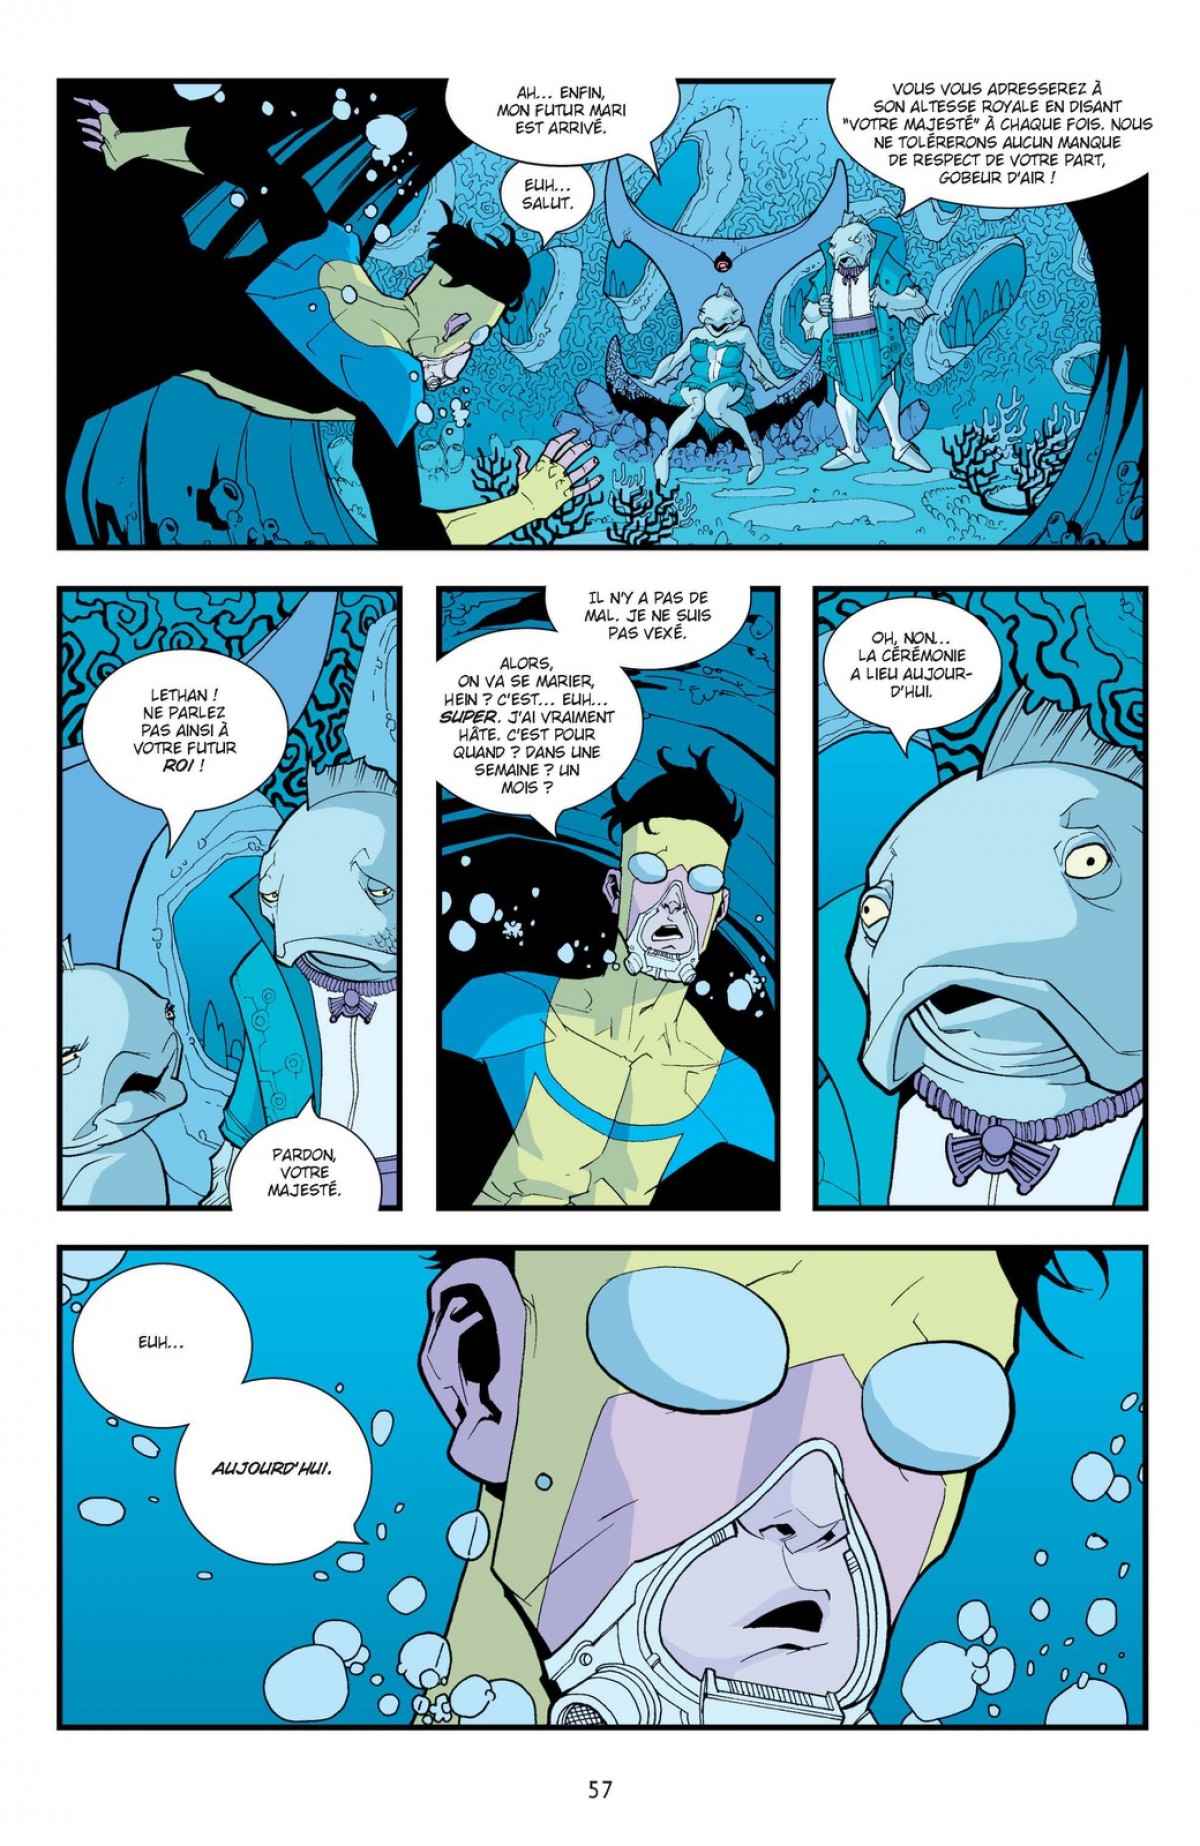 AH... ENFIN,
MON FUTUR MARI
EST ARRIVÉ.
EUH...
SALUT.
VOUS VOUS ADRESSEREZ À
SON ALTESSE ROYALE EN DISANT
"VOTRE MAJESTÉ" À CHAQUE FOIS. NOUS
NE TOLÉRERONS AUCUN MANQUE
DE RESPECT DE VOTRE PART,
GOBEUR D'AIR !
LETHAN !
NE PARLEZ
PAS AINSI À
VOTRE FUTUR
ROI !
PARDON,
VOTRE
MAJESTÉ.
IL N'Y A PAS DE
MAL. JE NE SUIS
PAS VEXÉ.
ALORS,
ON VA SE MARIER,
HEIN ? C'EST... EUH...
SUPER. J'AI VRAIMENT
HÂTE. C'EST POUR
QUAND ? DANS UNE
SEMAINE ? UN
MOIS ?
OH, NON...
LA CÉRÉMONIE
A LIEU AUJOUR-
D'HUI.
EUH...
AUJOURD'HUI.
57